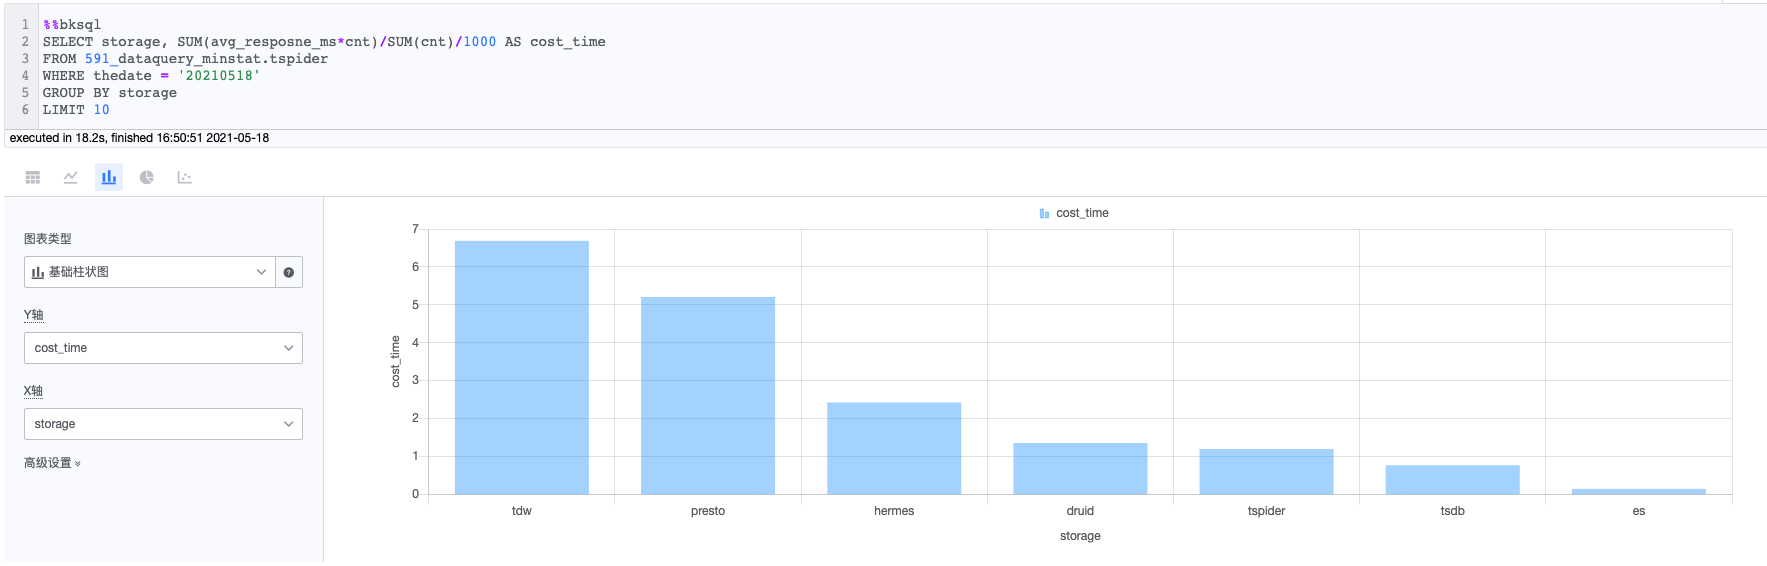 1 %%bksql
2 SELECT storage, SUM(avg_resposne_ms*cnt)/SUM(cnt)/1000 AS cost_time
3 FROM 591_dataquery_minstat.tspider
4 WHERE thedate = '20210518'
5 GROUP BY storage
6 LIMIT 10
executed in 18.2s, finished 16:50:51 2021-05-18
图表类型
基础柱状图
?
Y轴
cost_time
X轴
storage
高级设置
cost_time
7
6
5
4
3
2
1
0
cost_time
tdw presto hermes druid tspider tsdb es
storage